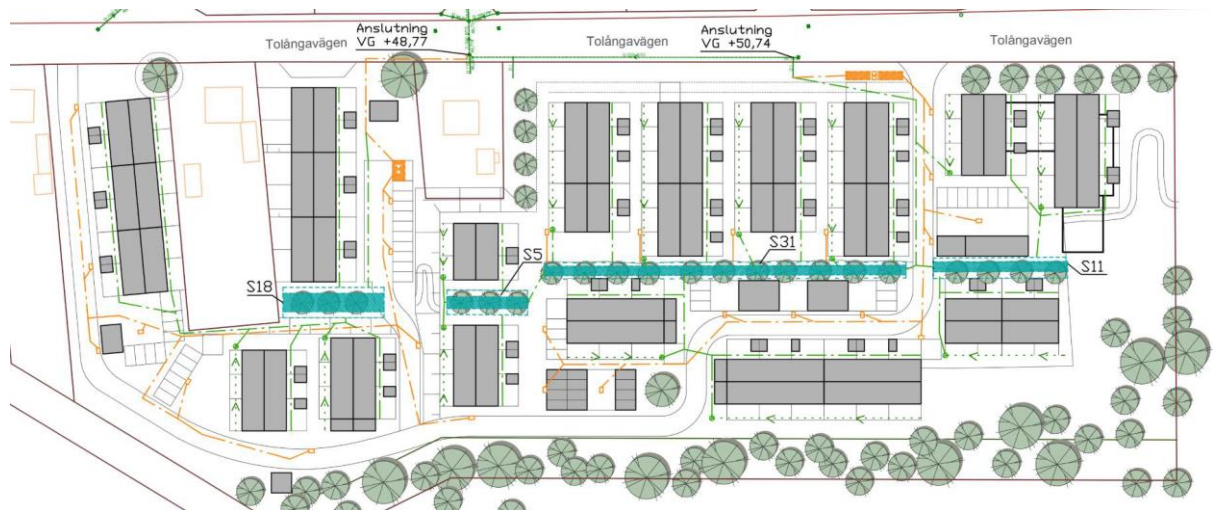 Anslutning
VG +48,77
Anslutning
VG +50,74
Tolångavägen
Tolångavägen
Tolångavägen
S31
S5
S18
S11